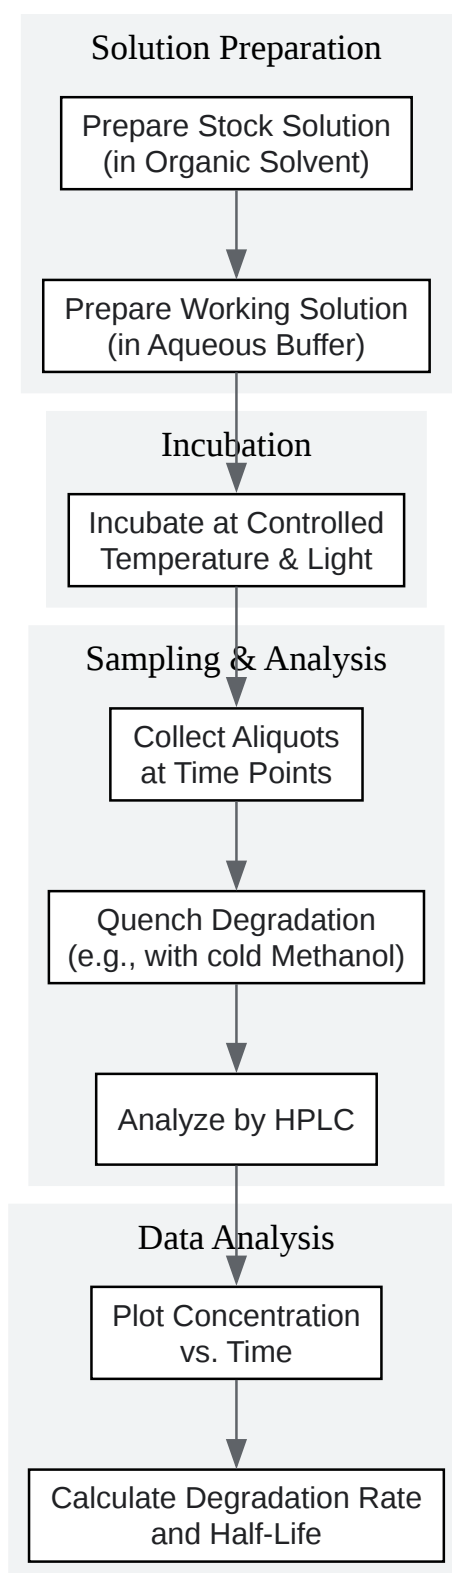 Solution Preparation
Prepare Stock Solution
(in Organic Solvent)
Prepare Working Solution
(in Aqueous Buffer)
Incubation
Incubate at Controlled
Temperature & Light
Sampling & Analysis
Collect Aliquots
at Time Points
Quench Degradation
(e.g., with cold Methanol)
Analyze by HPLC
Data Analysis
Plot Concentration
vs. Time
Calculate Degradation Rate
and Half-Life